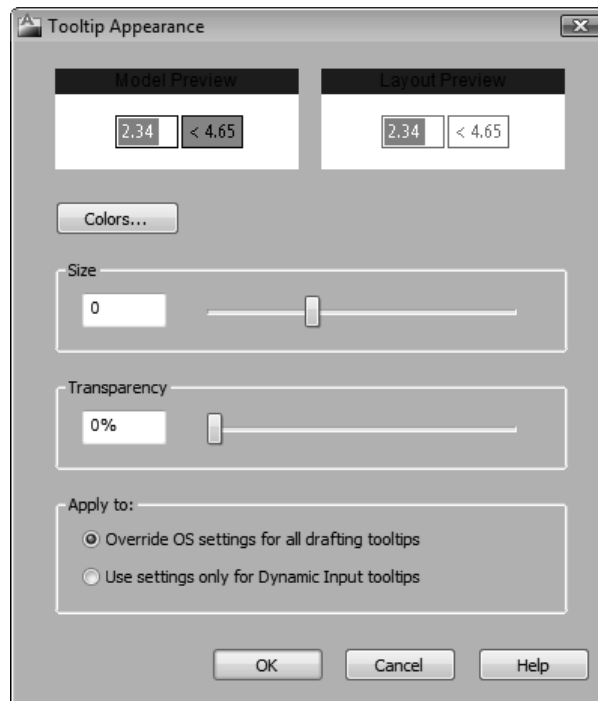 Tooltip Appearance
Model Preview
Layout Preview
2.34
< 4.65
2.34
< 4.65
Colors...
Size
0
Transparency
0%
Apply to:
Override OS settings for all drafting tooltips
Use settings only for Dynamic Input tooltips
OK
Cancel
Help